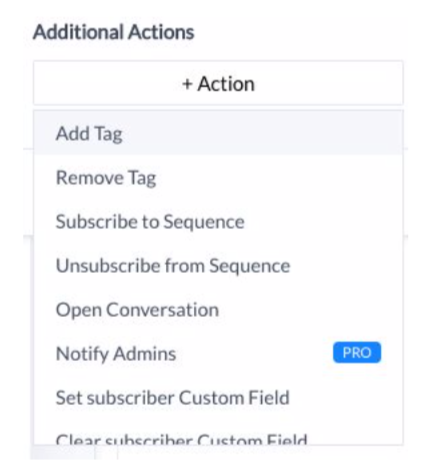 Additional Actions
+ Action
Add Tag
Remove Tag
Subscribe to Sequence
Unsubscribe from Sequence
Open Conversation
Notify Admins PRO
Set subscriber Custom Field
Clear subscriber Custom Field